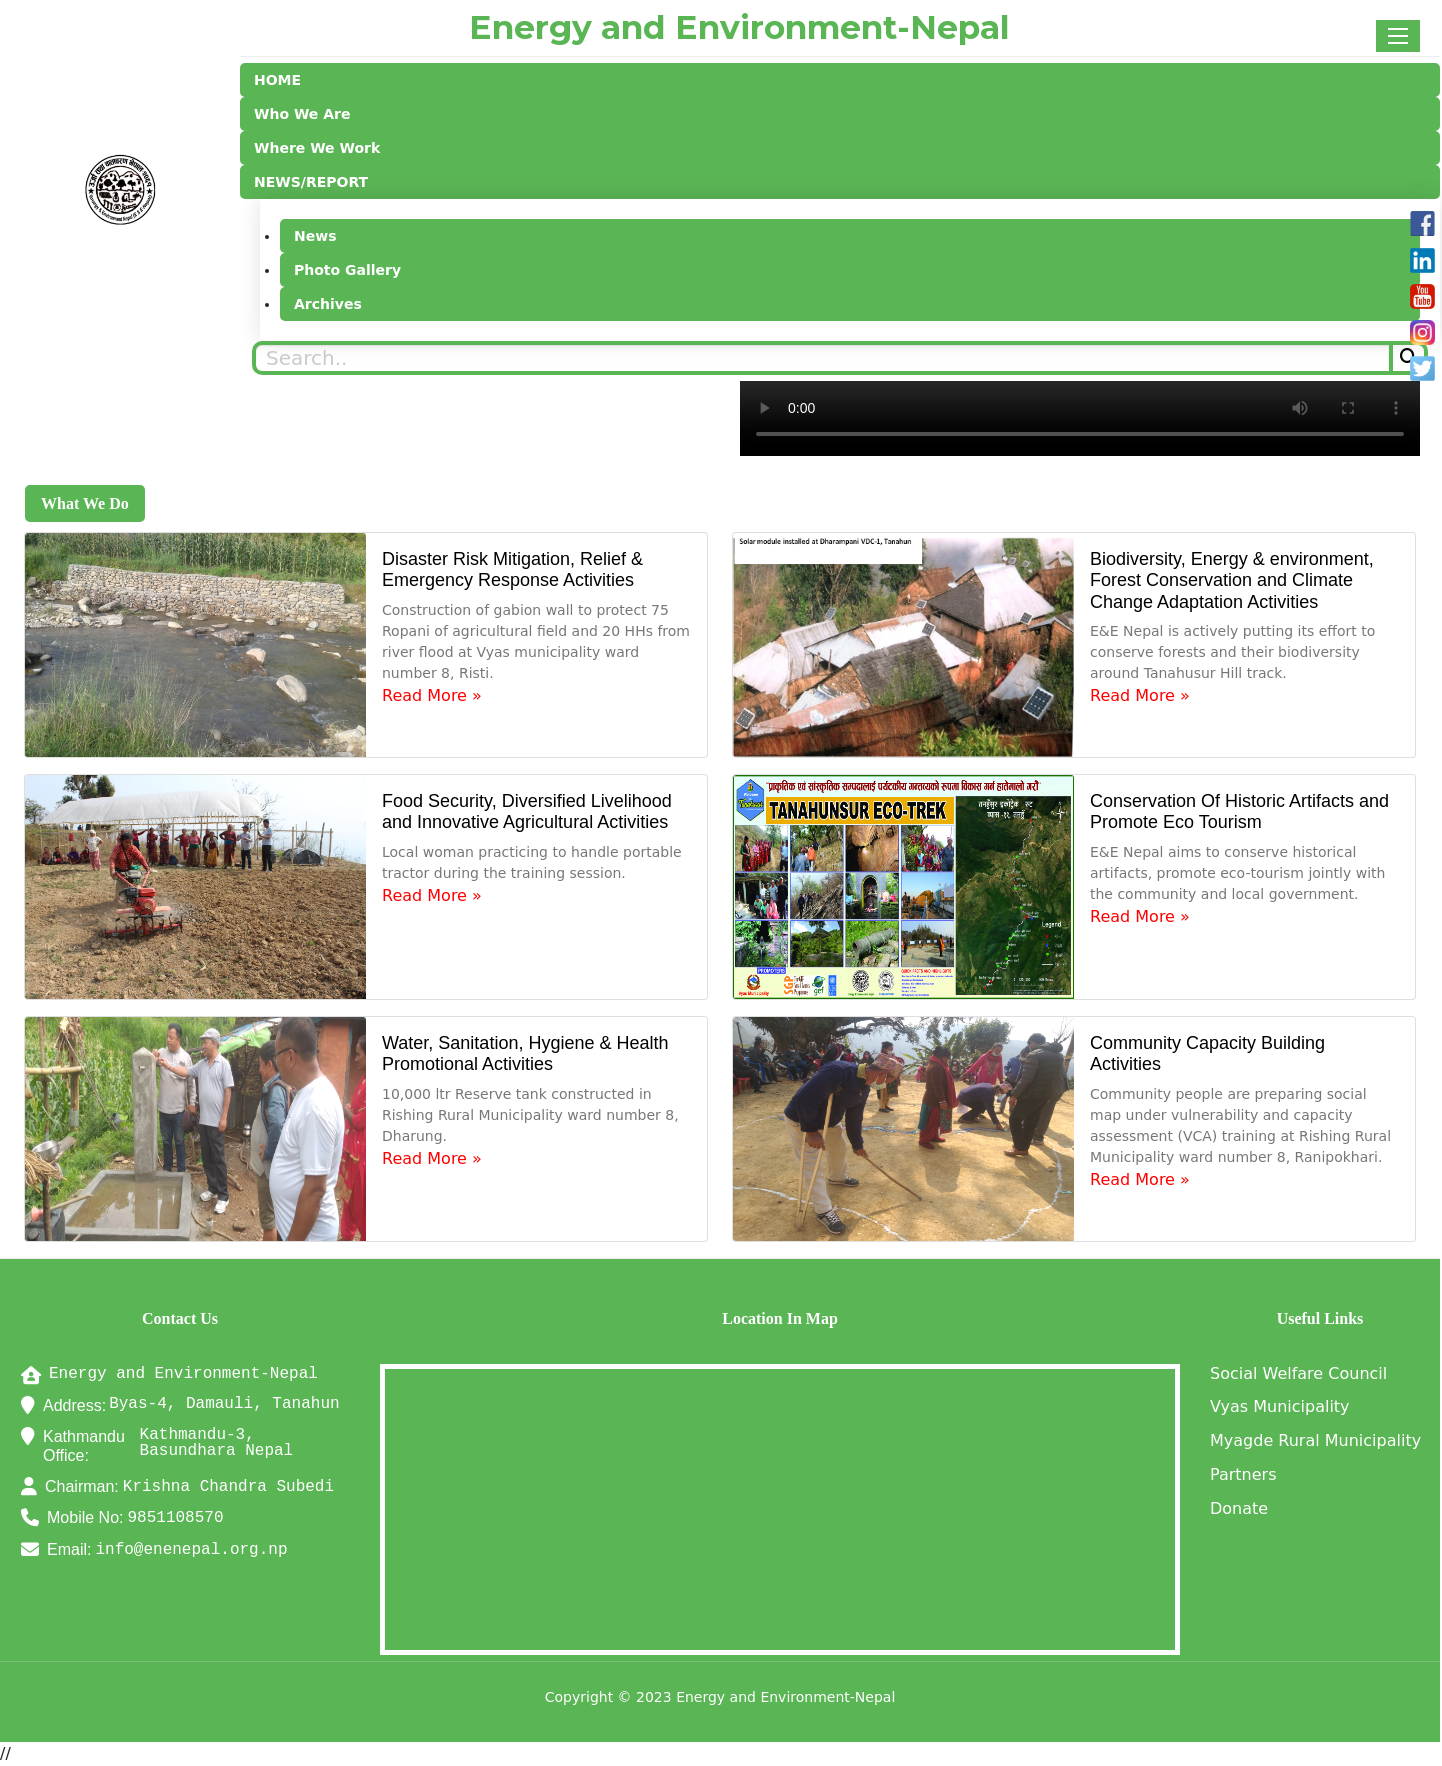 Energy and Environment-Nepal
HOME
Who We Are
Where We Work
NEWS/REPORT
News
Photo Gallery
Archives
Search..
You
Tube
0:00
What We Do
Disaster Risk Mitigation, Relief &
Emergency Response Activities
Construction of gabion wall to protect 75
Ropani of agricultural field and 20 HHs from
river flood at Vyas municipality ward
number 8, Risti.
Read More »
Solar module installed at Dharampani VDC-1, Tanahun
Biodiversity, Energy & environment,
Forest Conservation and Climate
Change Adaptation Activities
E&E Nepal is actively putting its effort to
conserve forests and their biodiversity
around Tanahusur Hill track.
Read More »
Food Security, Diversified Livelihood
and Innovative Agricultural Activities
Local woman practicing to handle portable
tractor during the training session.
Read More »
"प्राकृतिक एवं सांस्कृतिक सम्पदालाई पर्यटकीय गन्तव्यको रुपमा विकास गर्न हातेमालो गरौं"
TANAHUNSUR ECO-TREK
Legend
PROMOTERS
QUICK FACTS AND HIGHLIGHTS
Vyas Municipality
SGP
gef
Conservation Of Historic Artifacts and
Promote Eco Tourism
E&E Nepal aims to conserve historical
artifacts, promote eco-tourism jointly with
the community and local government.
Read More »
Water, Sanitation, Hygiene & Health
Promotional Activities
10,000 ltr Reserve tank constructed in
Rishing Rural Municipality ward number 8,
Dharung.
Read More »
Community Capacity Building
Activities
Community people are preparing social
map under vulnerability and capacity
assessment (VCA) training at Rishing Rural
Municipality ward number 8, Ranipokhari.
Read More »
Contact Us
Energy and Environment-Nepal
Address: Byas-4, Damauli, Tanahun
Kathmandu Office: Kathmandu-3, Basundhara Nepal
Chairman: Krishna Chandra Subedi
Mobile No: 9851108570
Email: info@enenepal.org.np
Location In Map
Useful Links
Social Welfare Council
Vyas Municipality
Myagde Rural Municipality
Partners
Donate
Copyright © 2023 Energy and Environment-Nepal
//